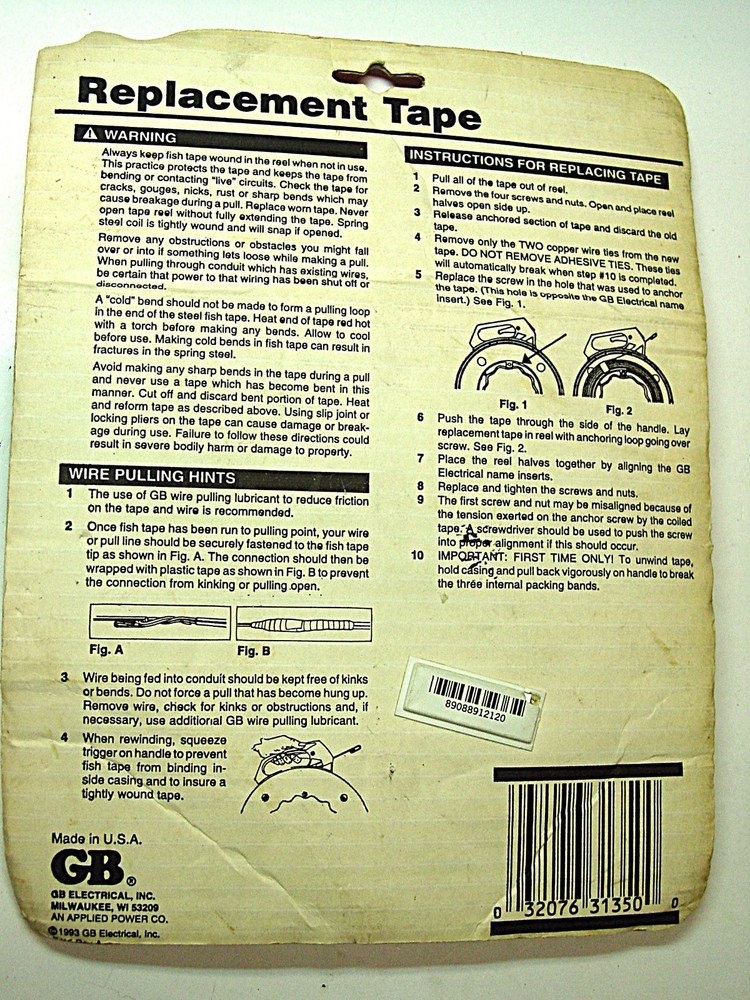 Replacement Tape
WARNING
Always keep fish tape wound in the reel when not in use.
This practice protects the tape and keeps the tape from
bending or contacting "live" circuits. Check the tape for
cracks, gouges, nicks, rust or sharp bends which may
cause breakage during a pull. Replace worn tape. Never
open tape reel without fully extending the tape. Spring
steel coil is tightly wound and will snap if opened.
Remove any obstructions or obstacles you might fall
over or into if something lets loose while making a pull.
When pulling through conduit which has existing wires,
be certain that power to that wiring has been shut off or
disconnected.
A "cold" bend should not be made to form a pulling loop
in the end of the steel fish tape. Heat end of tape red hot
with a torch before making any bends. Allow to cool
before use. Making cold bends in fish tape can result in
fractures in the spring steel.
Avoid making any sharp bends in the tape during a pull
and never use a tape which has become bent in this
manner. Cut off and discard bent portion of tape. Heat
and reform tape as described above. Using slip joint or
locking pliers on the tape can cause damage or break-
age during use. Failure to follow these directions could
result in severe bodily harm or damage to property.
WIRE PULLING HINTS
1 The use of GB wire pulling lubricant to reduce friction
on the tape and wire is recommended.
2 Once fish tape has been run to pulling point, your wire
or pull line should be securely fastened to the fish tape
tip as shown in Fig. A. The connection should then be
wrapped with plastic tape as shown in Fig. B to prevent
the connection from kinking or pulling open.
Fig. A Fig. B
3 Wire being fed into conduit should be kept free of kinks
or bends. Do not force a pull that has become hung up.
Remove wire, check for kinks or obstructions and, if
necessary, use additional GB wire pulling lubricant.
4 When rewinding, squeeze
trigger on handle to prevent
fish tape from binding in-
side casing and to insure a
tightly wound tape.
Made in U.S.A.
GB®
GB ELECTRICAL, INC.
MILWAUKEE, WI 53209
AN APPLIED POWER CO.
©1993 GB Electrical, Inc.
INSTRUCTIONS FOR REPLACING TAPE
1 Pull all of the tape out of reel.
2 Remove the four screws and nuts. Open and place reel
halves open side up.
3 Release anchored section of tape and discard the old
tape.
4 Remove only the TWO copper wire ties from the new
tape. DO NOT REMOVE ADHESIVE TIES. These ties
will automatically break when step #10 is completed.
5 Replace the screw in the hole that was used to anchor
the tape. (This hole is opposite the GB Electrical name
insert.) See Fig. 1.
Fig. 1 Fig. 2
6 Push the tape through the side of the handle. Lay
replacement tape in reel with anchoring loop going over
screw. See Fig. 2.
7 Place the reel halves together by aligning the GB
Electrical name inserts.
8 Replace and tighten the screws and nuts.
9 The first screw and nut may be misaligned because of
the tension exerted on the anchor screw by the coiled
tape. A screwdriver should be used to push the screw
into proper alignment if this should occur.
10 IMPORTANT: FIRST TIME ONLY! To unwind tape,
hold casing and pull back vigorously on handle to break
the three internal packing bands.
89088912120
0 32076 31350 0